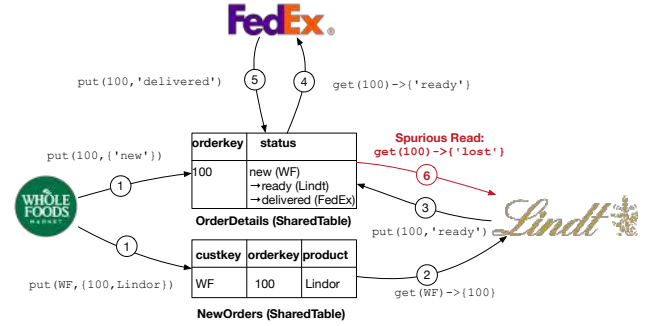 FedEx®
put(100,'delivered')
5
4
get(100)->{'ready'}
orderkey status
Spurious Read:
get(100)->{'lost'}
put(100,{'new'})
100 new (WF)
→ready (Lindt)
→delivered (FedEx)
6
1
WHOLE
FOODS
MARKET
OrderDetails (SharedTable)
3
Lindt
put(100,'ready')
1
custkey orderkey product
WF 100 Lindor
2
put(WF,{100,Lindor})
get(WF)->{100}
NewOrders (SharedTable)